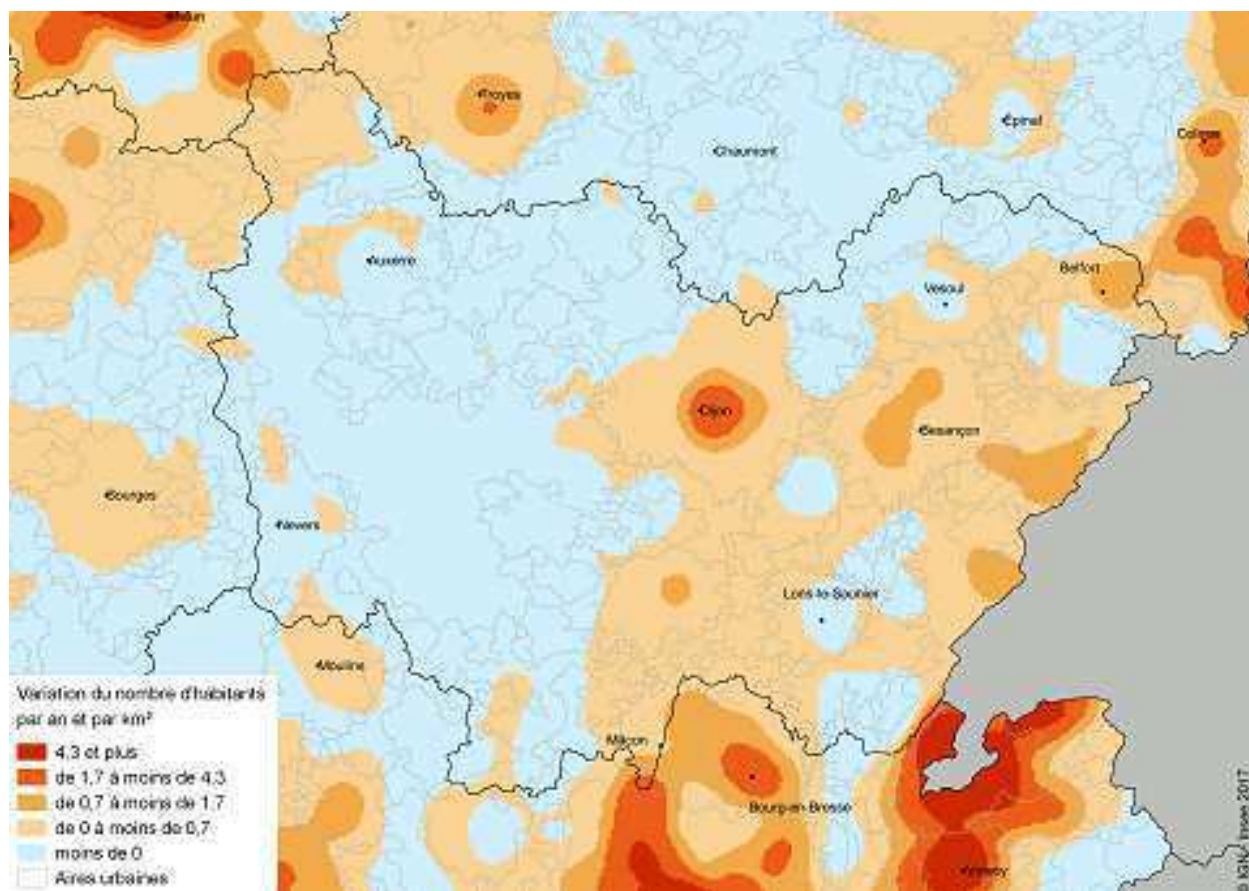 Melun
Troyes
Chaumont
Épinal
Colmar
Auxerre
Belfort
Vesoul
Dijon
Besançon
Bourges
Nevers
Lons-le-Saunier
Moulins
Mâcon
Bourg-en-Bresse
Annecy
Variation du nombre d'habitants
par an et par km²
4.3 et plus
de 1,7 à moins de 4.3
de 0,7 à moins de 1.7
de 0 à moins de 0,7
moins de 0
Aires urbaines
IGN - Insee 2017